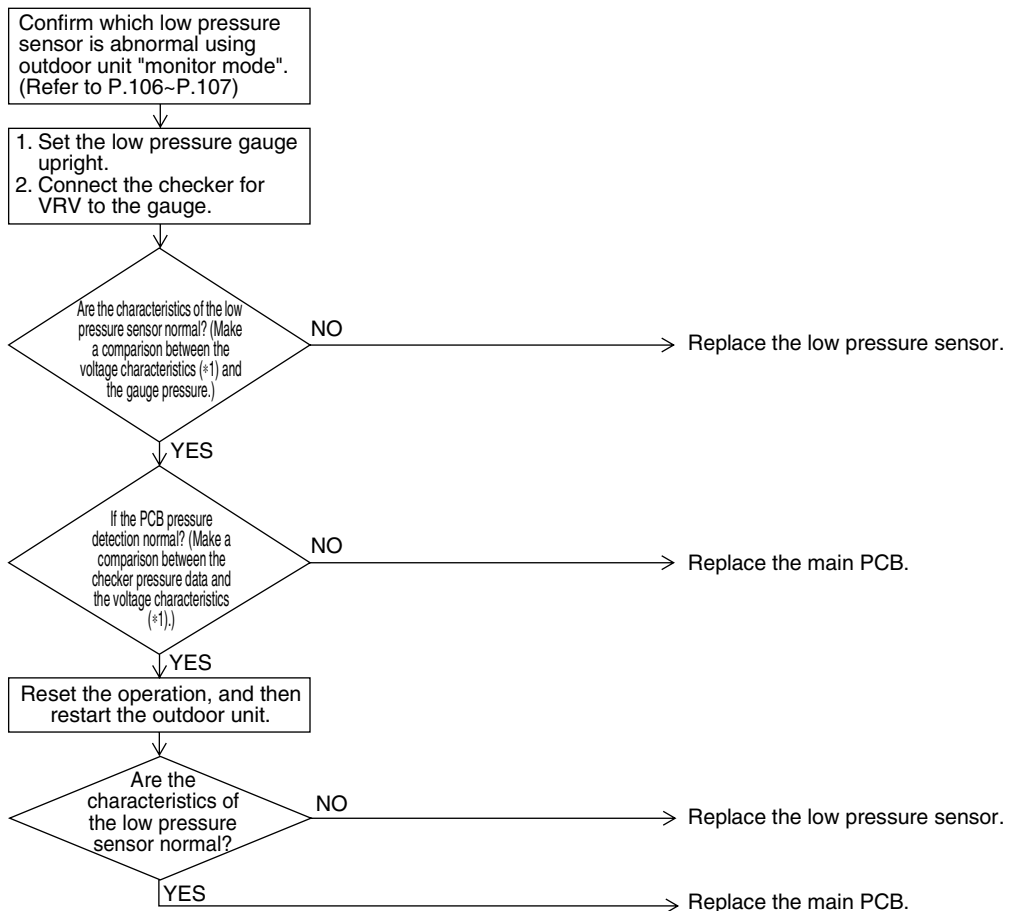 Confirm which low pressure
sensor is abnormal using
outdoor unit "monitor mode".
(Refer to P.106~P.107)
1. Set the low pressure gauge
upright.
2. Connect the checker for
VRV to the gauge.
Are the characteristics of the low
pressure sensor normal? (Make
a comparison between the
voltage characteristics (*1) and
the gauge pressure.)
NO
Replace the low pressure sensor.
YES
If the PCB pressure
detection normal? (Make a
comparison between the
checker pressure data and
the voltage characteristics
(*1).)
NO
Replace the main PCB.
YES
Reset the operation, and then
restart the outdoor unit.
Are the
characteristics of
the low pressure
sensor normal?
NO
Replace the low pressure sensor.
YES
Replace the main PCB.